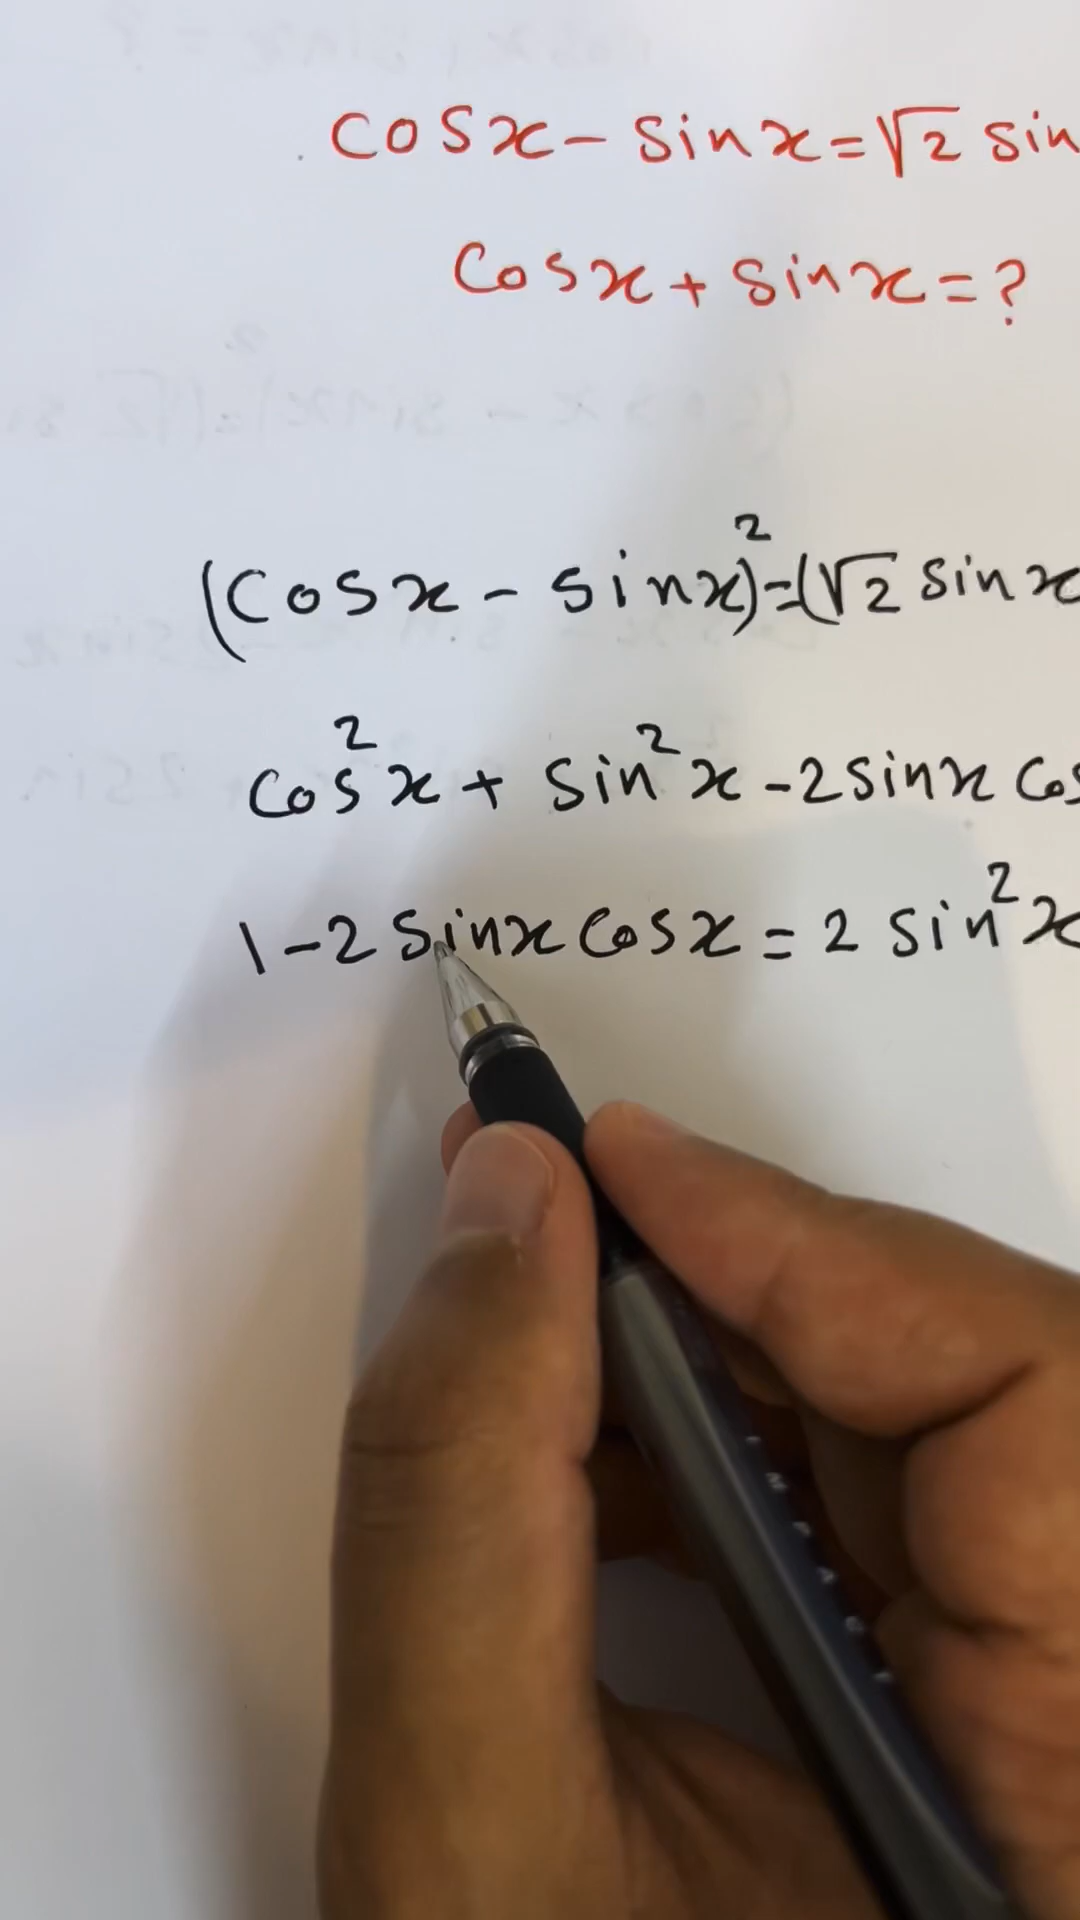 cosx - sinx = √2 sin
Cosx + sinx = ?
(cosx - sinx)² = (√2 sinx
cos²x + sin²x - 2sinx cos
1 - 2 sinx cosx = 2 sin²x
IMPACT